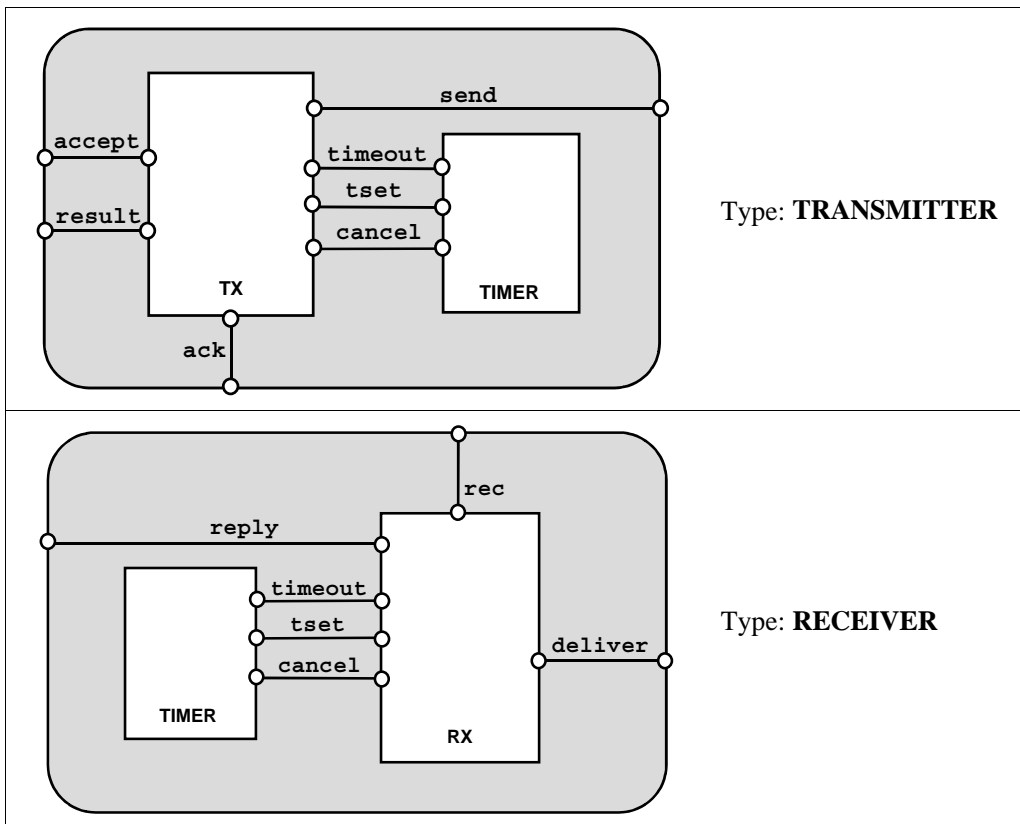 send
accept
timeout
tset
result
cancel
TX
TIMER
ack
Type: TRANSMITTER
rec
reply
timeout
tset
cancel
deliver
TIMER
RX
Type: RECEIVER